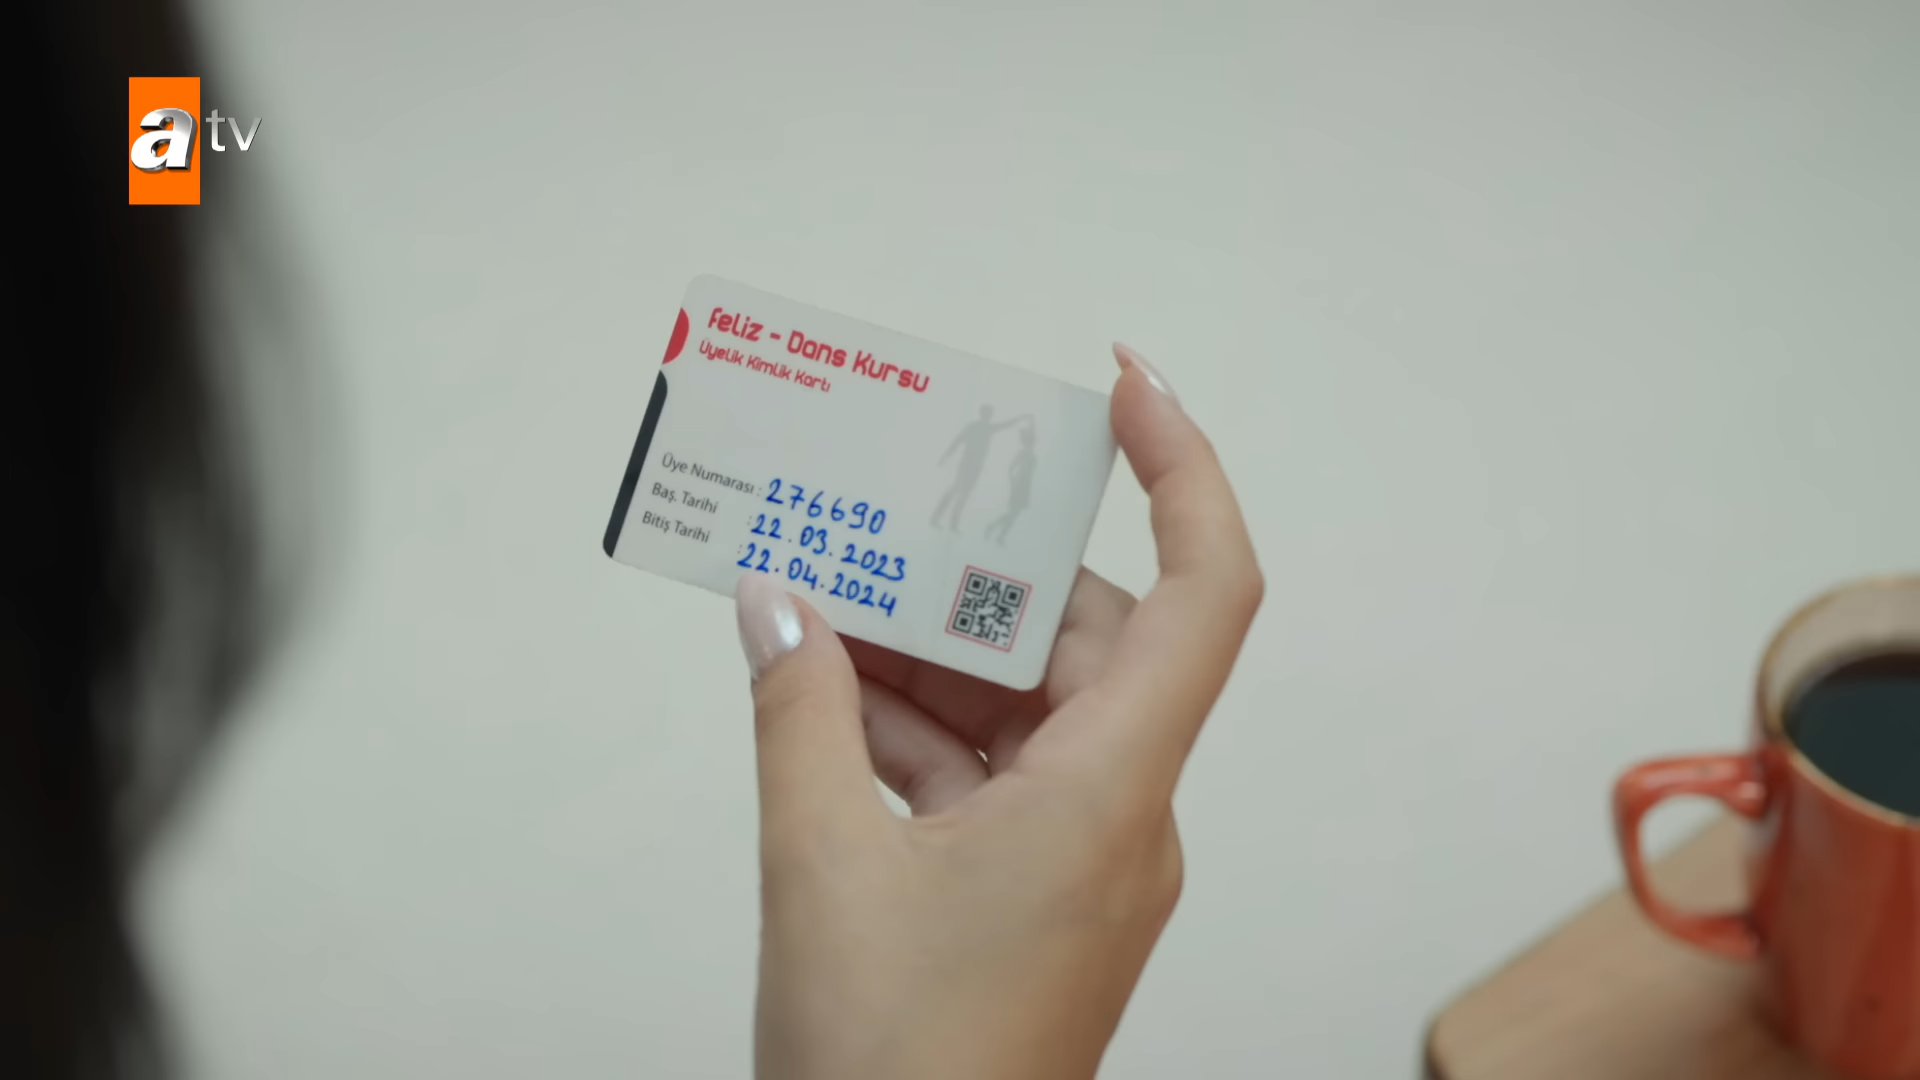 atv
Feliz - Dans Kursu
Üyelik Kimlik Kartı
Üye Numarası : 276690
Baş. Tarihi : 22.03.2023
Bitiş Tarihi : 22.04.2024